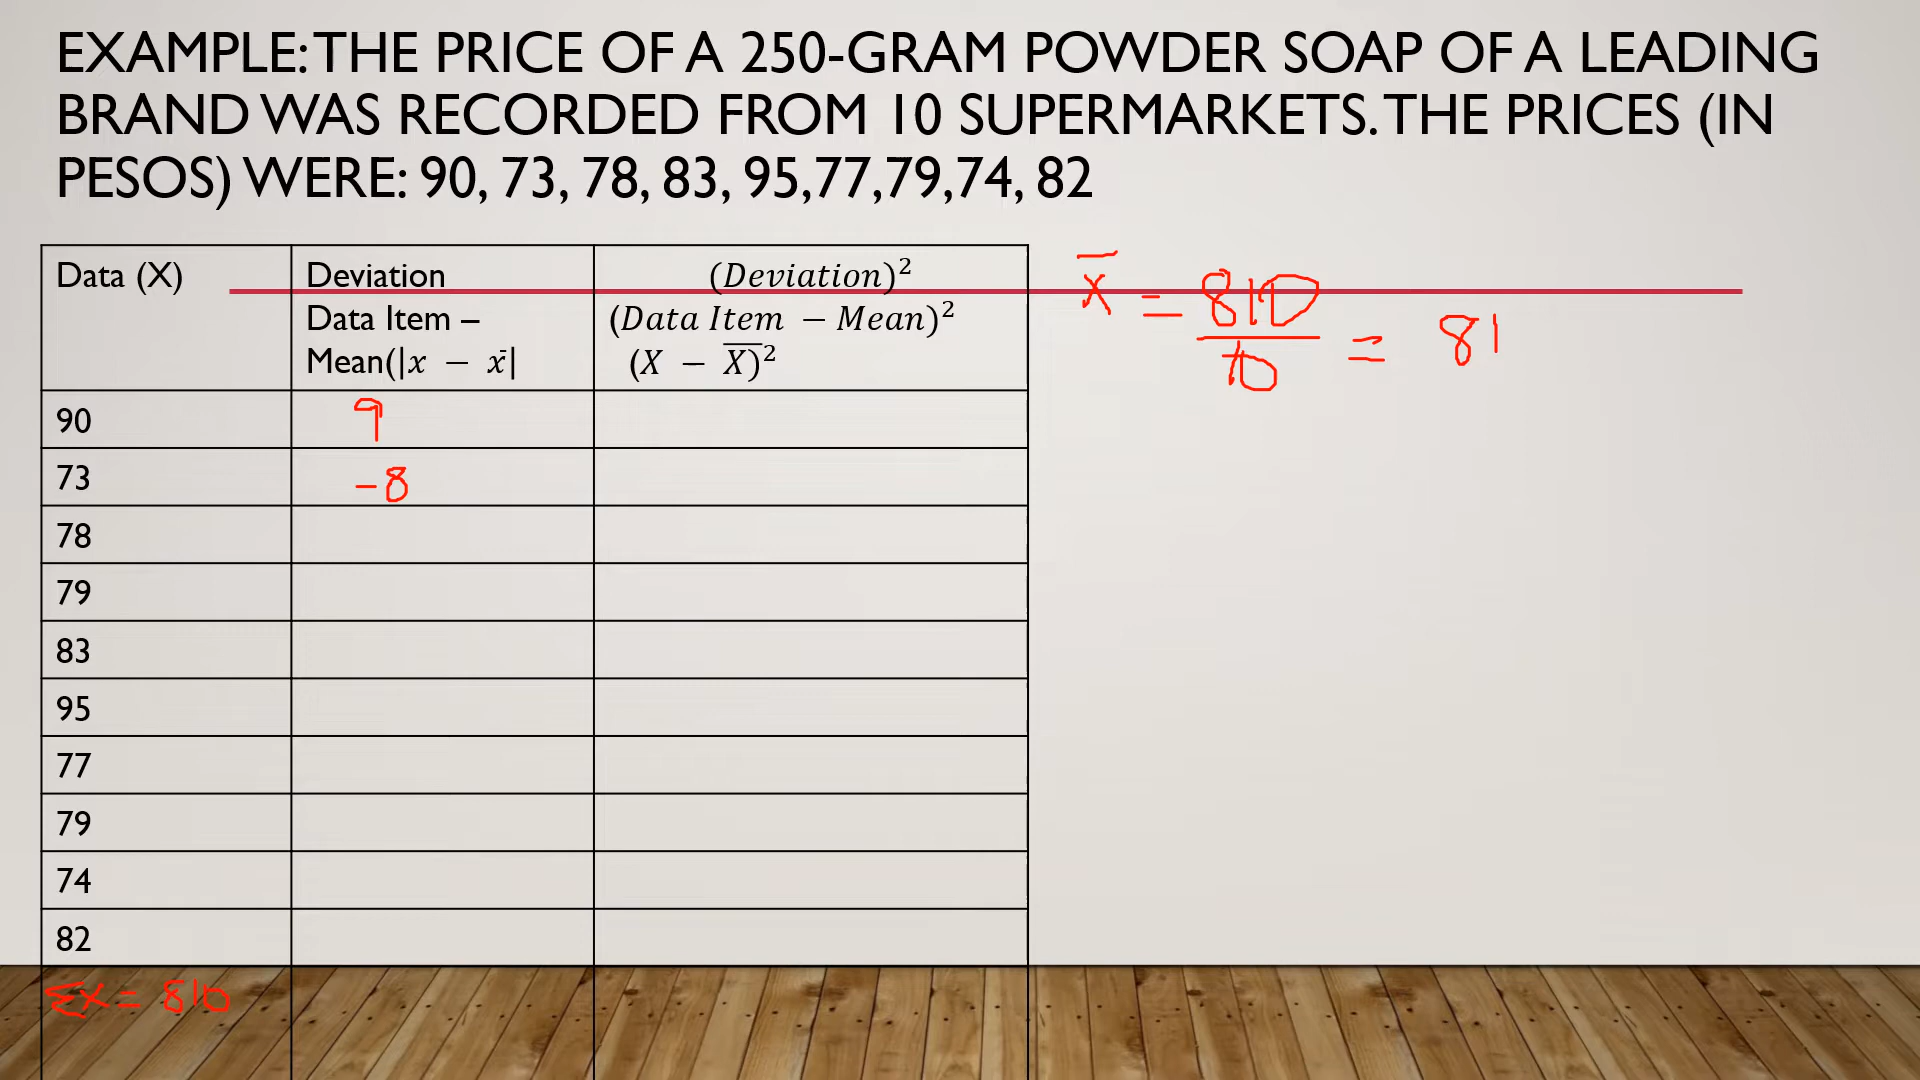 EXAMPLE: THE PRICE OF A 250-GRAM POWDER SOAP OF A LEADING
BRAND WAS RECORDED FROM 10 SUPERMARKETS. THE PRICES (IN
PESOS) WERE: 90, 73, 78, 83, 95,77,79,74, 82
Data (X)
Deviation
Data Item –
Mean(|x − x̄|
(Deviation)²
(Data Item − Mean)²
(X − X̅)²
x̄ = 810/10 = 81
90 9
73 -8
78
79
83
95
77
79
74
82
Σx = 810